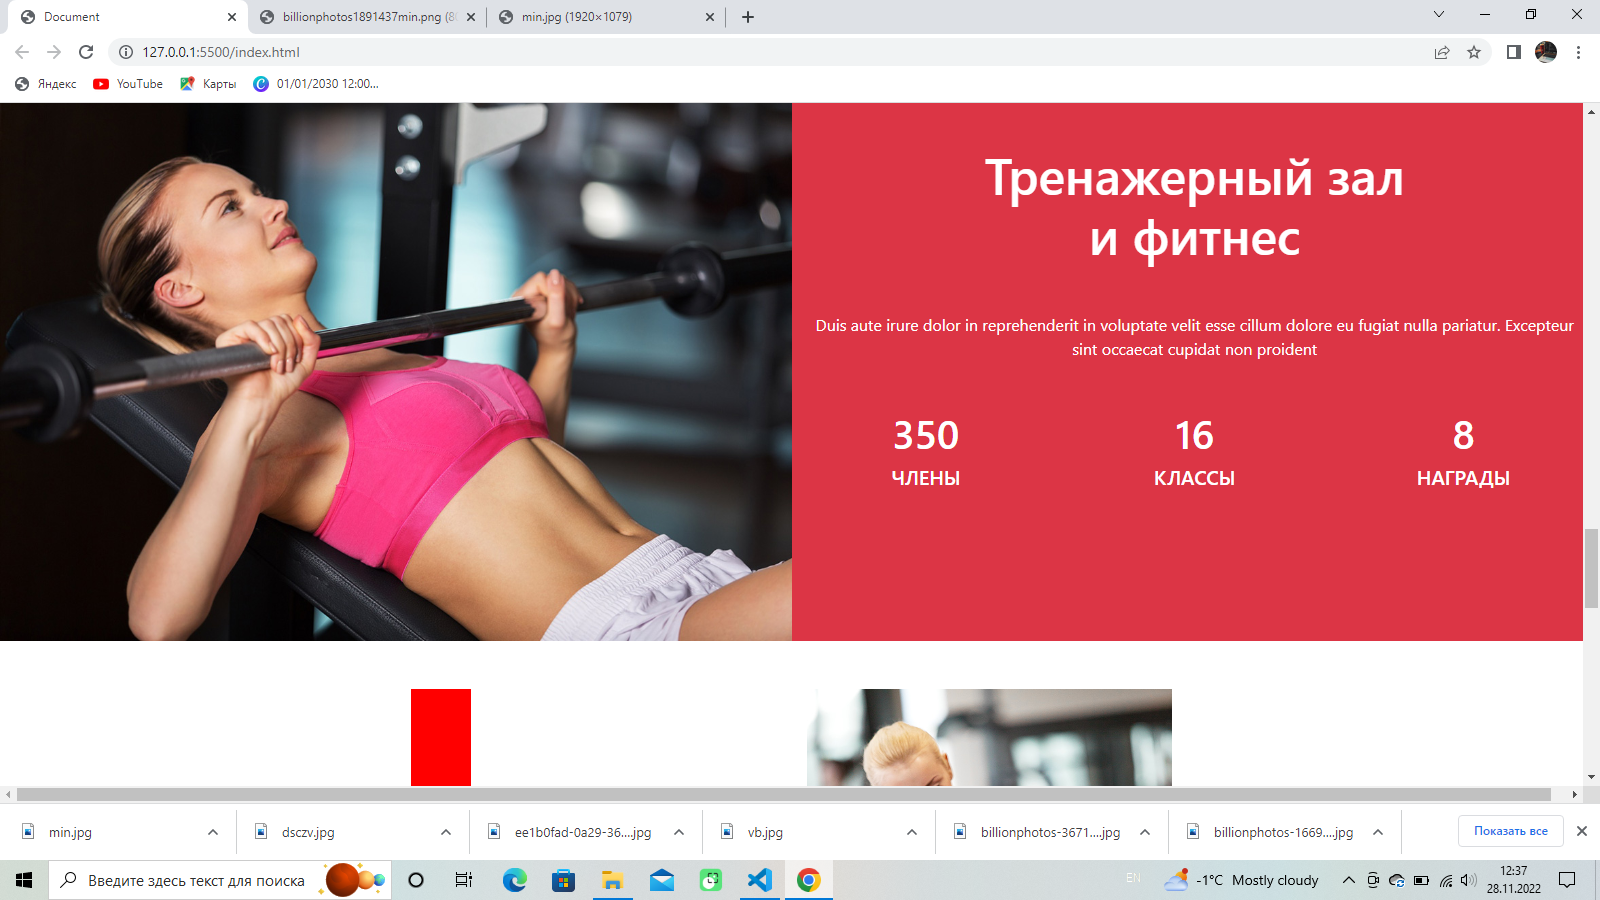 Document
billionphotos1891437min.png (80
min.jpg (1920×1079)
127.0.0.1:5500/index.html
Яндекс
YouTube
Карты
01/01/2030 12:00...
Тренажерный зал
и фитнес
Duis aute irure dolor in reprehenderit in voluptate velit esse cillum dolore eu fugiat nulla pariatur. Excepteur
sint occaecat cupidat non proident
350
16
8
ЧЛЕНЫ
КЛАССЫ
НАГРАДЫ
min.jpg
dsczv.jpg
ee1b0fad-0a29-36....jpg
vb.jpg
billionphotos-3671....jpg
billionphotos-1669....jpg
Показать все
Введите здесь текст для поиска
EN
-1°C Mostly cloudy
12:37
28.11.2022